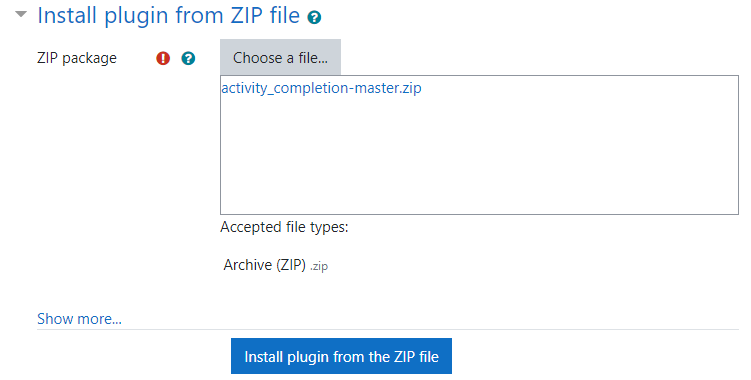 Install plugin from ZIP file
ZIP package
Choose a file...
activity_completion-master.zip
Accepted file types:
Archive (ZIP) .zip
Show more...
Install plugin from the ZIP file